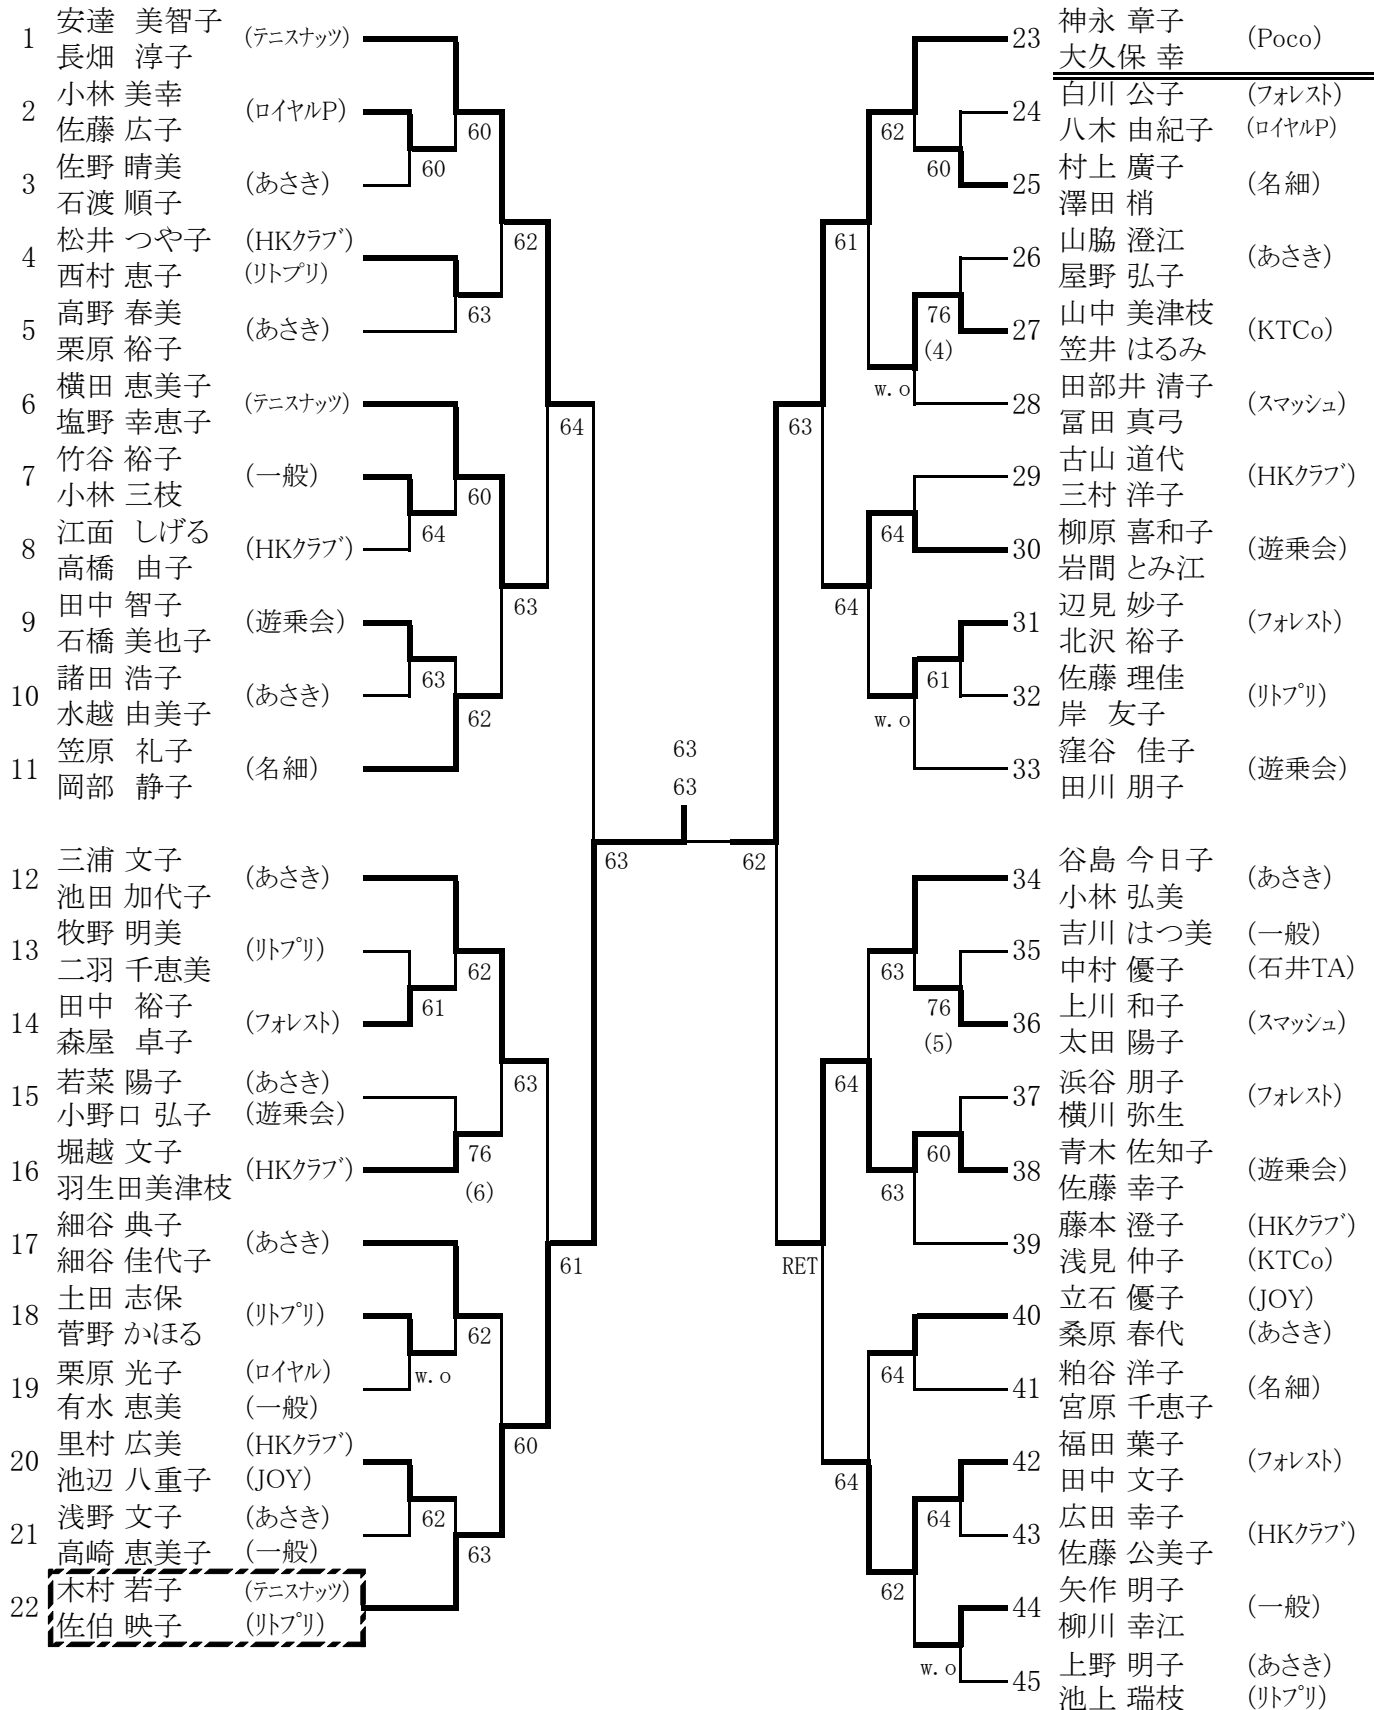 1 安達 美智子 (テニスナッツ)
長畑 淳子
2 小林 美幸 (ロイヤルP)
佐藤 広子
60
60
3 佐野 晴美 (あさき)
石渡 順子
4 松井 つや子 (HKクラブ)
西村 恵子 (リトプリ)
62
63
5 高野 春美 (あさき)
栗原 裕子
6 横田 恵美子 (テニスナッツ)
塩野 幸恵子
64
7 竹谷 裕子 (一般)
小林 三枝
60
64
8 江面 しげる (HKクラブ)
高橋 由子
63
9 田中 智子 (遊乗会)
石橋 美也子
63
10 諸田 浩子 (あさき)
水越 由美子
62
11 笠原 礼子 (名細)
岡部 静子
63
63
63
62
12 三浦 文子 (あさき)
池田 加代子
13 牧野 明美 (リトプリ)
二羽 千恵美
62
61
14 田中 裕子 (フォレスト)
森屋 卓子
63
15 若菜 陽子 (あさき)
小野口 弘子 (遊乗会)
76
(6)
16 堀越 文子 (HKクラブ)
羽生田美津枝
17 細谷 典子 (あさき)
細谷 佳代子
61
18 土田 志保 (リトプリ)
菅野 かほる
62
w.o
19 栗原 光子 (ロイヤル)
有水 恵美 (一般)
60
20 里村 広美 (HKクラブ)
池辺 八重子 (JOY)
62
21 浅野 文子 (あさき)
高崎 恵美子 (一般)
63
22 木村 若子 (テニスナッツ)
佐伯 映子 (リトプリ)
23 神永 章子 (Poco)
大久保 幸
62
24 白川 公子 (フォレスト)
八木 由紀子 (ロイヤルP)
60
25 村上 廣子 (名細)
澤田 梢
61
26 山脇 澄江 (あさき)
屋野 弘子
76
(4)
27 山中 美津枝 (KTCo)
笠井 はるみ
w.o
28 田部井 清子 (スマッシュ)
冨田 真弓
63
29 古山 道代 (HKクラブ)
三村 洋子
64
30 柳原 喜和子 (遊乗会)
岩間 とみ江
64
31 辺見 妙子 (フォレスト)
北沢 裕子
61
32 佐藤 理佳 (リトプリ)
岸 友子
w.o
33 窪谷 佳子 (遊乗会)
田川 朋子
34 谷島 今日子 (あさき)
小林 弘美
63
35 吉川 はつ美 (一般)
中村 優子 (石井TA)
76
(5)
36 上川 和子 (スマッシュ)
太田 陽子
64
37 浜谷 朋子 (フォレスト)
横川 弥生
60
38 青木 佐知子 (遊乗会)
佐藤 幸子
63
39 藤本 澄子 (HKクラブ)
浅見 仲子 (KTCo)
RET
40 立石 優子 (JOY)
桑原 春代 (あさき)
64
41 粕谷 洋子 (名細)
宮原 千恵子
64
42 福田 葉子 (フォレスト)
田中 文子
64
43 広田 幸子 (HKクラブ)
佐藤 公美子
62
44 矢作 明子 (一般)
柳川 幸江
w.o
45 上野 明子 (あさき)
池上 瑞枝 (リトプリ)